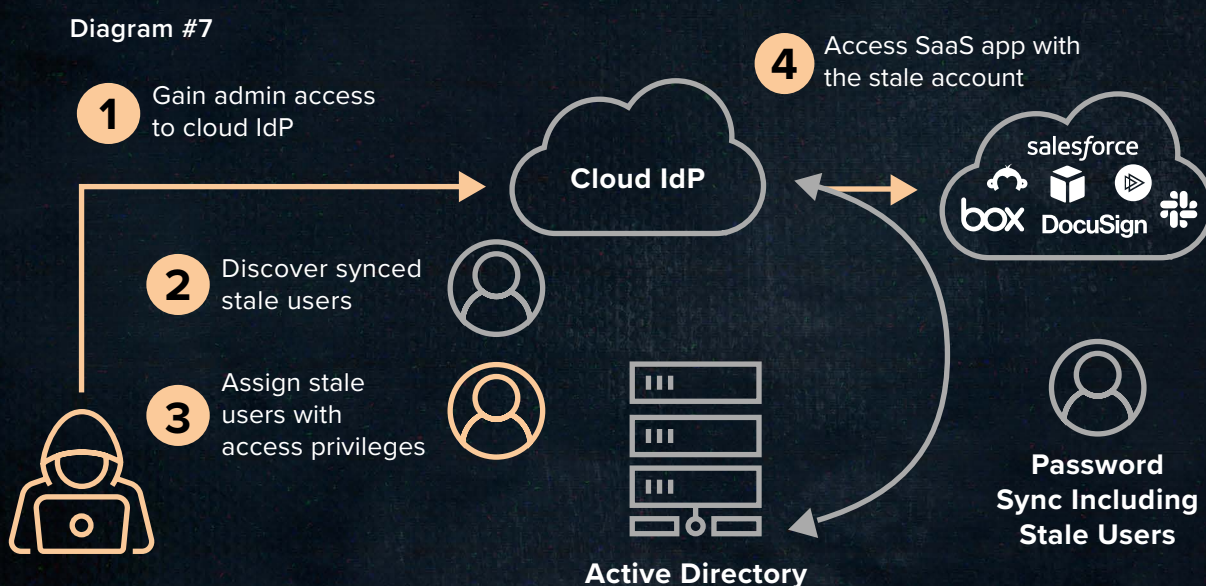 Diagram #7
1
Gain admin access
to cloud IdP
2
Discover synced
stale users
3
Assign stale
users with
access privileges
4
Access SaaS app with
the stale account
Cloud IdP
salesforce
box
DocuSign
Active Directory
Password
Sync Including
Stale Users